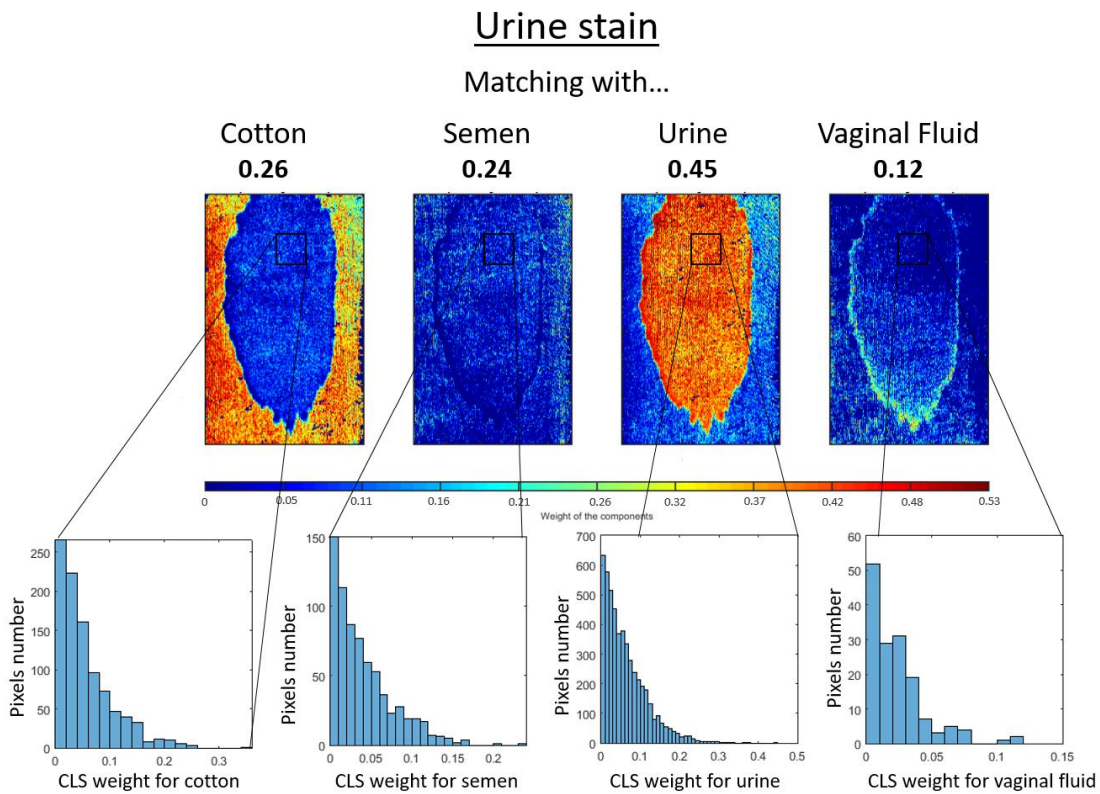 Urine stain
Matching with...
Cotton Semen Urine Vaginal Fluid
0.26 0.24 0.45 0.12
0 0.05 0.11 0.16 0.21 0.26 0.32 0.37 0.42 0.48 0.53
Weight of the components
Pixels number
250
200
150
100
50
0
0 0.1 0.2 0.3
CLS weight for cotton
Pixels number
150
100
50
0
0 0.05 0.1 0.15 0.2
CLS weight for semen
Pixels number
700
600
500
400
300
200
100
0
0 0.1 0.2 0.3 0.4 0.5
CLS weight for urine
Pixels number
60
50
40
30
20
10
0
0 0.05 0.1 0.15
CLS weight for vaginal fluid